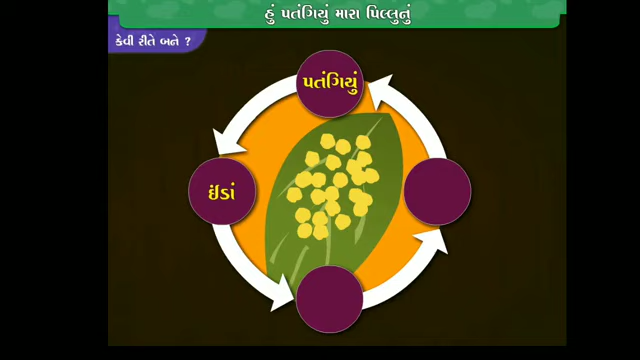 હું પતંગિયું મારા પિલ્લુનું
કેવી રીતે બને ?
પતંગિયું
ઇંડાં